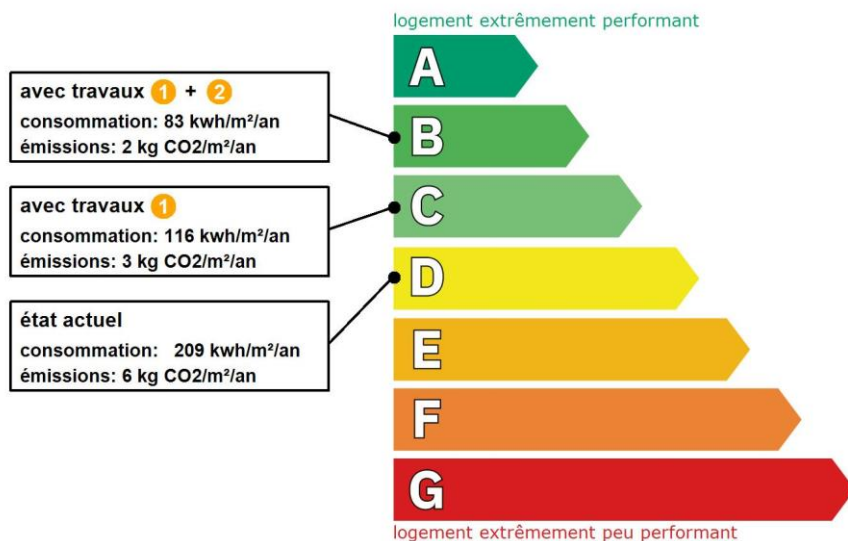 logement extrêmement performant
A
avec travaux 1 + 2
consommation: 83 kwh/m²/an
émissions: 2 kg CO2/m²/an
B
avec travaux 1
consommation: 116 kwh/m²/an
émissions: 3 kg CO2/m²/an
C
D
état actuel
consommation: 209 kwh/m²/an
émissions: 6 kg CO2/m²/an
E
F
G
logement extrêmement peu performant